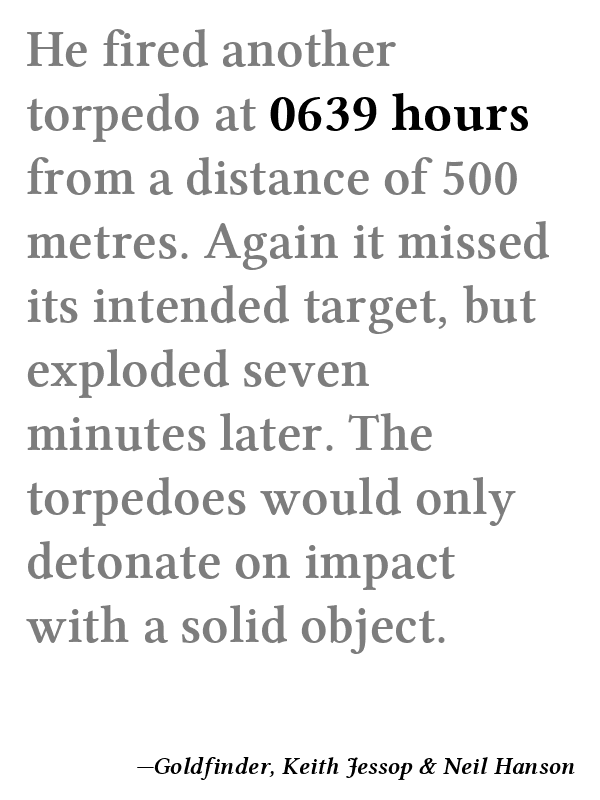 He fired another
torpedo at 0639 hours
from a distance of 500
metres. Again it missed
its intended target, but
exploded seven
minutes later. The
torpedoes would only
detonate on impact
with a solid object.
—Goldfinder, Keith Jessop & Neil Hanson